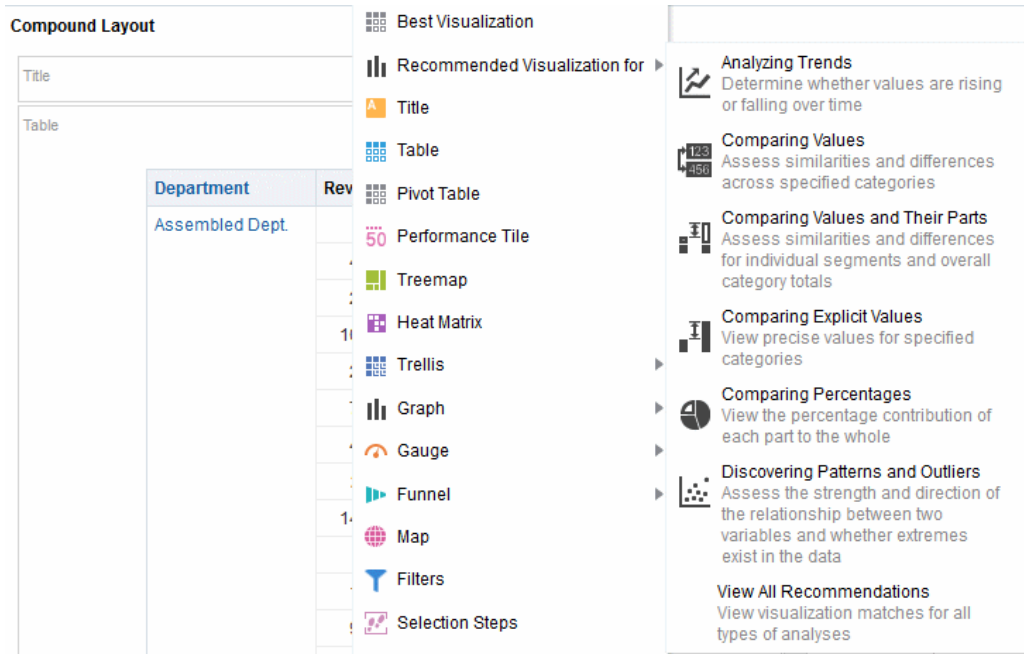 Compound Layout
Title
Table
Department
Rev
Assembled Dept.
Best Visualization
Recommended Visualization for
Title
Table
Pivot Table
50
Performance Tile
Treemap
Heat Matrix
Trellis
Graph
Gauge
Funnel
Map
Filters
Selection Steps
Analyzing Trends
Determine whether values are rising
or falling over time
123
456
Comparing Values
Assess similarities and differences
across specified categories
Comparing Values and Their Parts
Assess similarities and differences
for individual segments and overall
category totals
Comparing Explicit Values
View precise values for specified
categories
Comparing Percentages
View the percentage contribution of
each part to the whole
Discovering Patterns and Outliers
Assess the strength and direction of
the relationship between two
variables and whether extremes
exist in the data
View All Recommendations
View visualization matches for all
types of analyses